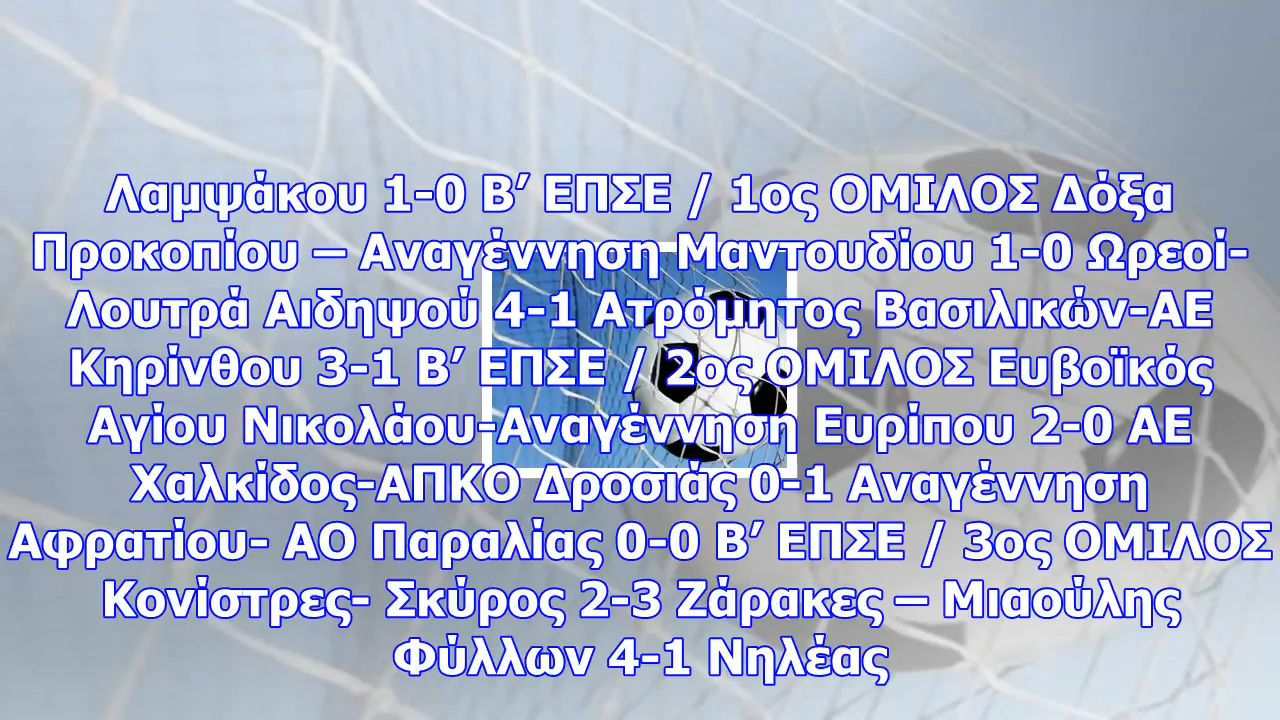 Λαμψάκου 1-0 Β’ ΕΠΣΕ / 1ος ΟΜΙΛΟΣ Δόξα
Προκοπίου – Αναγέννηση Μαντουδίου 1-0 Ωρεοί-
Λουτρά Αιδηψού 4-1 Ατρόμητος Βασιλικών-ΑΕ
Κηρίνθου 3-1 Β’ ΕΠΣΕ / 2ος ΟΜΙΛΟΣ Ευβοϊκός
Αγίου Νικολάου-Αναγέννηση Ευρίπου 2-0 ΑΕ
Χαλκίδος-ΑΠΚΟ Δροσιάς 0-1 Αναγέννηση
Αφρατίου- ΑΟ Παραλίας 0-0 Β’ ΕΠΣΕ / 3ος ΟΜΙΛΟΣ
Κονίστρες- Σκύρος 2-3 Ζάρακες – Μιαούλης
Φύλλων 4-1 Νηλέας